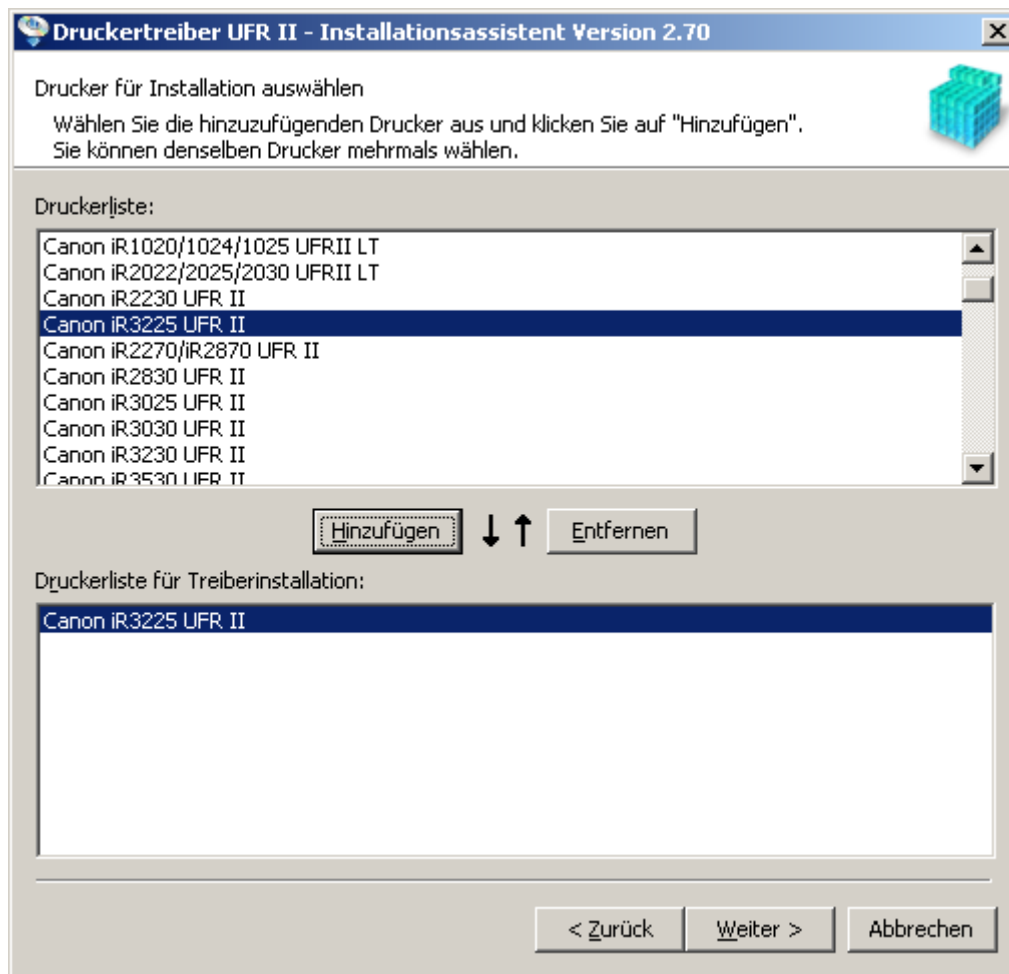 Druckertreiber UFR II - Installationsassistent Version 2.70
Drucker für Installation auswählen
Wählen Sie die hinzuzufügenden Drucker aus und klicken Sie auf "Hinzufügen".
Sie können denselben Drucker mehrmals wählen.
Druckerliste:
Canon iR1020/1024/1025 UFRII LT
Canon iR2022/2025/2030 UFRII LT
Canon iR2230 UFR II
Canon iR3225 UFR II
Canon iR2270/iR2870 UFR II
Canon iR2830 UFR II
Canon iR3025 UFR II
Canon iR3030 UFR II
Canon iR3230 UFR II
Canon iR3530 UFR II
Hinzufügen ↓ ↑ Entfernen
Druckerliste für Treiberinstallation:
Canon iR3225 UFR II
< Zurück Weiter > Abbrechen